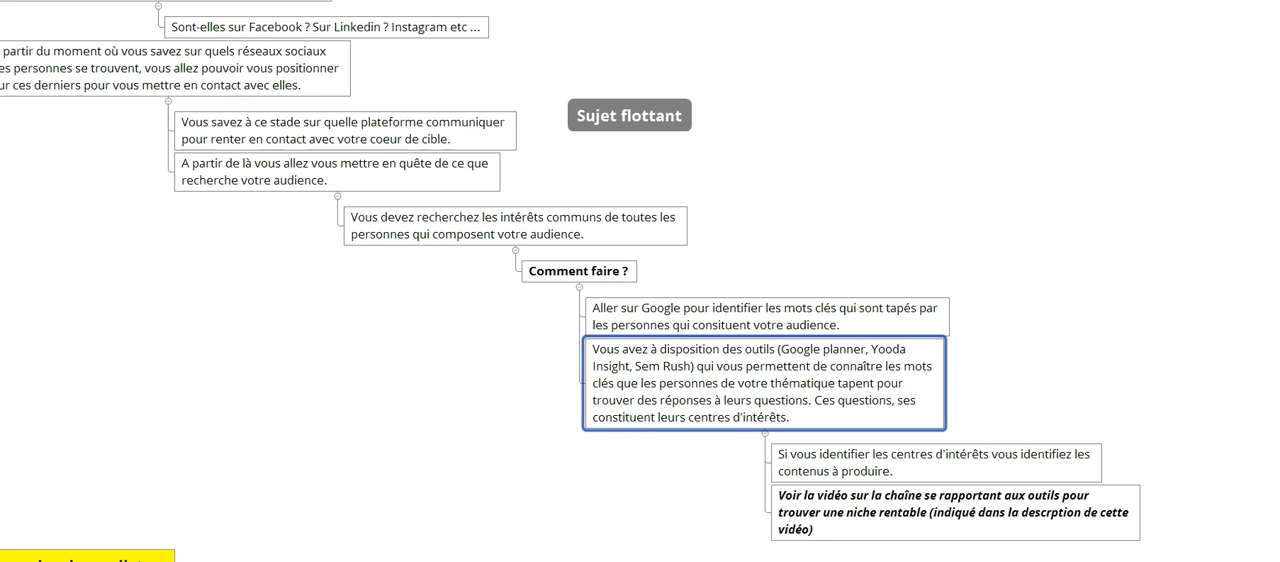 Sont-elles sur Facebook ? Sur Linkedin ? Instagram etc ...
partir du moment où vous savez sur quels réseaux sociaux
es personnes se trouvent, vous allez pouvoir vous positionner
ur ces derniers pour vous mettre en contact avec elles.
Sujet flottant
Vous savez à ce stade sur quelle plateforme communiquer
pour renter en contact avec votre coeur de cible.
A partir de là vous allez vous mettre en quête de ce que
recherche votre audience.
Vous devez recherchez les intérêts communs de toutes les
personnes qui composent votre audience.
Comment faire ?
Aller sur Google pour identifier les mots clés qui sont tapés par
les personnes qui consituent votre audience.
Vous avez à disposition des outils (Google planner, Yooda
Insight, Sem Rush) qui vous permettent de connaître les mots
clés que les personnes de votre thématique tapent pour
trouver des réponses à leurs questions. Ces questions, ses
constituent leurs centres d'intérêts.
Si vous identifier les centres d'intérêts vous identifiez les
contenus à produire.
Voir la vidéo sur la chaîne se rapportant aux outils pour
trouver une niche rentable (indiqué dans la descrption de cette
vidéo)